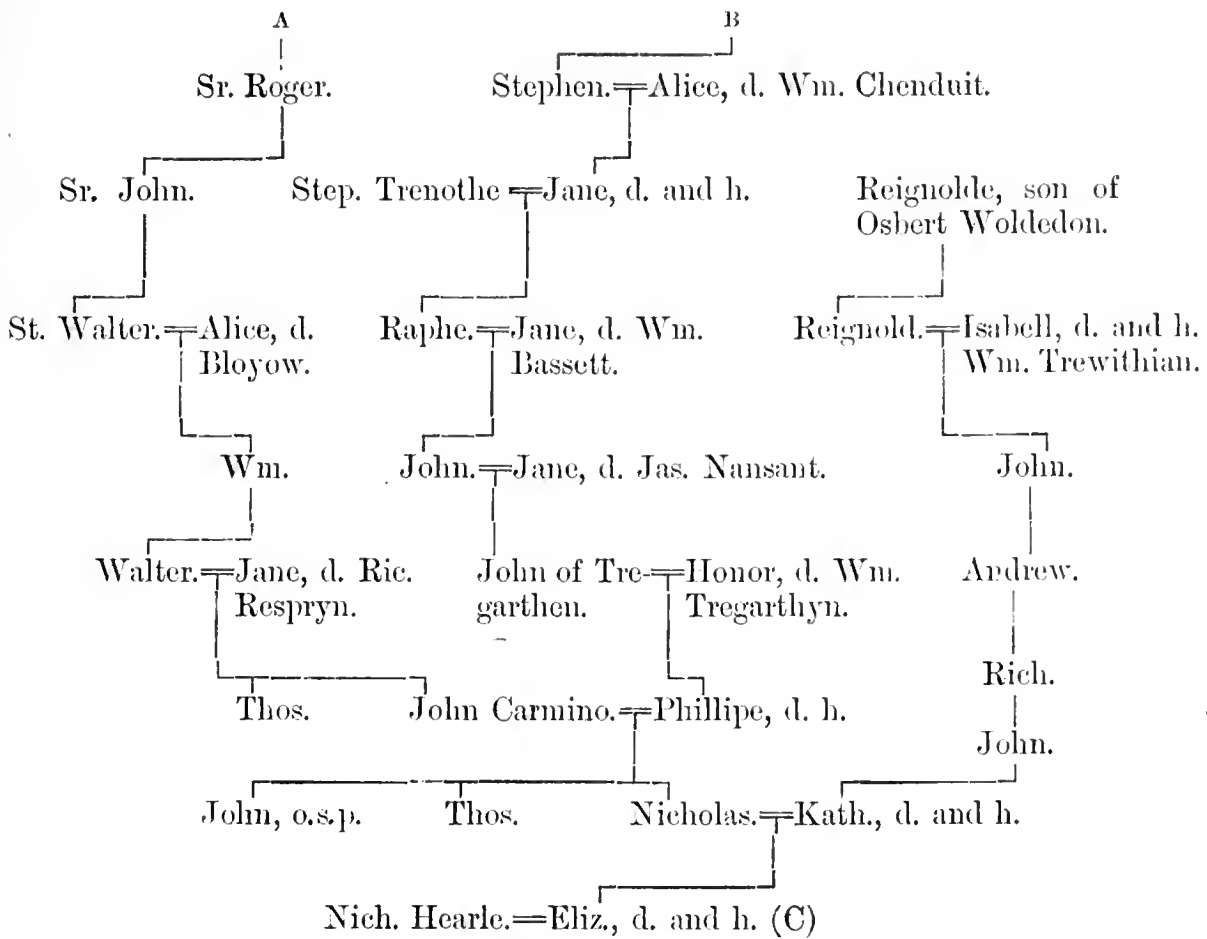 A B
Sr. Roger. Stephen. Alice, d. Wm. Chenduit.
Sr. John. Step. Trenothe Jane, d. and h. Reignolde, son of
Osbert Woldedon.
St. Walter. Alice, d. Raphe. Jane, d. Wm. Reignold. Isabell, d. and h.
Bloyow. Bassett. Wm. Trewithian.
Wm. John. Jane, d. Jas. Nansant. John.
Walter. Jane, d. Ric. John of Tre- Honor, d. Wm. Andrew.
Respryn. garthen. Tregarthyn.
Rich.
Thos. John Carmino. Phillipe, d. h.
John.
John, o.s.p. Thos. Nicholas. Kath., d. and h.
Nich. Hearle. Eliz., d. and h. (C)